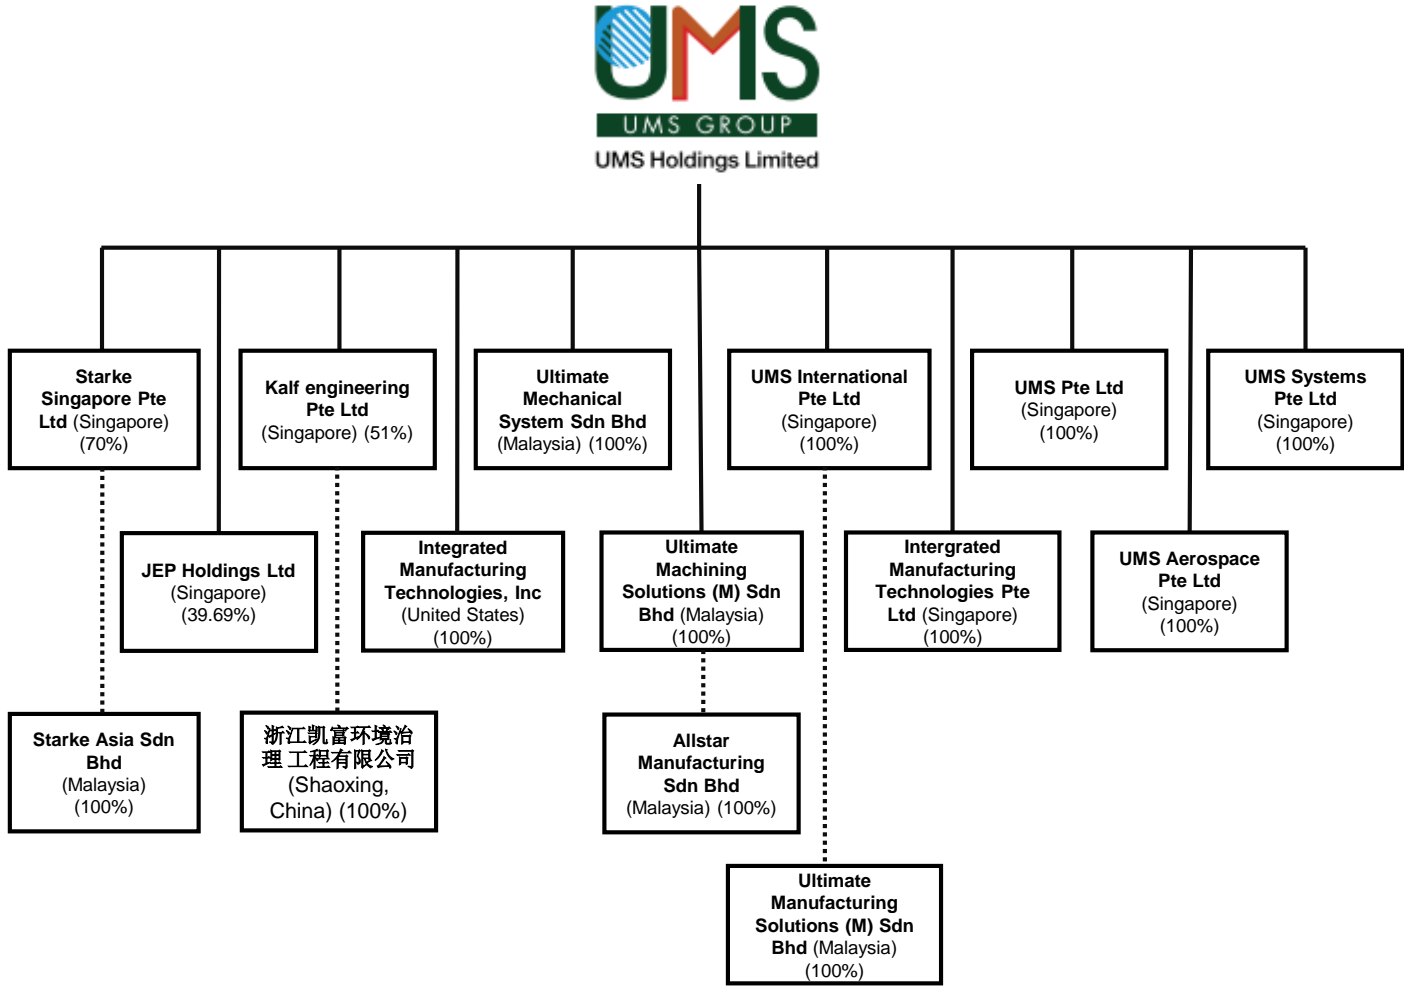 UMS
UMS GROUP
UMS Holdings Limited
Starke
Singapore Pte
Ltd (Singapore)
(70%)
Kalf engineering
Pte Ltd
(Singapore) (51%)
Ultimate
Mechanical
System Sdn Bhd
(Malaysia) (100%)
UMS International
Pte Ltd
(Singapore)
(100%)
UMS Pte Ltd
(Singapore)
(100%)
UMS Systems
Pte Ltd
(Singapore)
(100%)
JEP Holdings Ltd
(Singapore)
(39.69%)
Integrated
Manufacturing
Technologies, Inc
(United States)
(100%)
Ultimate
Machining
Solutions (M) Sdn
Bhd (Malaysia)
(100%)
Intergrated
Manufacturing
Technologies Pte
Ltd (Singapore)
(100%)
UMS Aerospace
Pte Ltd
(Singapore)
(100%)
Starke Asia Sdn
Bhd
(Malaysia)
(100%)
浙江凯富环境治
理 工程有限公司
(Shaoxing,
China) (100%)
Allstar
Manufacturing
Sdn Bhd
(Malaysia) (100%)
Ultimate
Manufacturing
Solutions (M) Sdn
Bhd (Malaysia)
(100%)